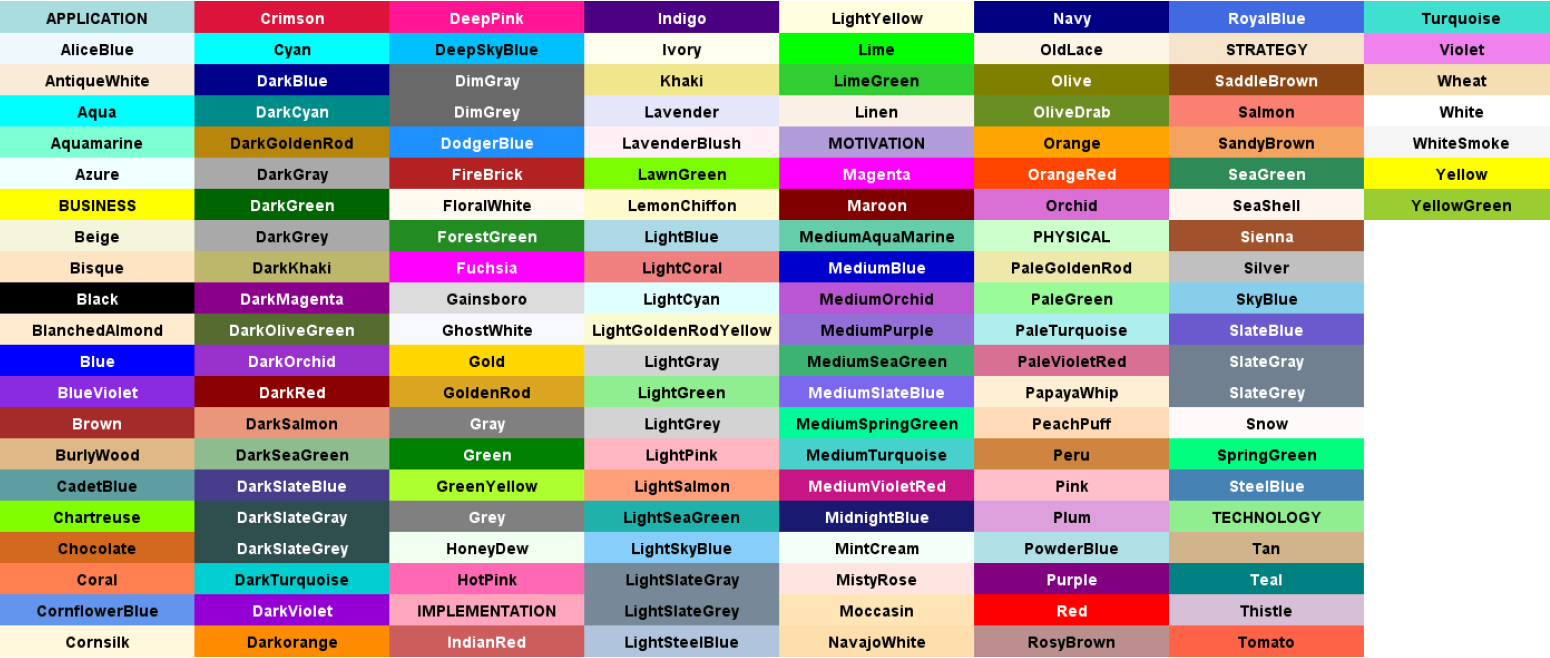 APPLICATION Crimson DeepPink Indigo LightYellow Navy RoyalBlue Turquoise
AliceBlue Cyan DeepSkyBlue Ivory Lime OldLace STRATEGY Violet
AntiqueWhite DarkBlue DimGray Khaki LimeGreen Olive SaddleBrown Wheat
Aqua DarkCyan DimGrey Lavender Linen OliveDrab Salmon White
Aquamarine DarkGoldenRod DodgerBlue LavenderBlush MOTIVATION Orange SandyBrown WhiteSmoke
Azure DarkGray FireBrick LawnGreen Magenta OrangeRed SeaGreen Yellow
BUSINESS DarkGreen FloralWhite LemonChiffon Maroon Orchid SeaShell YellowGreen
Beige DarkGrey ForestGreen LightBlue MediumAquaMarine PHYSICAL Sienna
Bisque DarkKhaki Fuchsia LightCoral MediumBlue PaleGoldenRod Silver
Black DarkMagenta Gainsboro LightCyan MediumOrchid PaleGreen SkyBlue
BlanchedAlmond DarkOliveGreen GhostWhite LightGoldenRodYellow MediumPurple PaleTurquoise SlateBlue
Blue DarkOrchid Gold LightGray MediumSeaGreen PaleVioletRed SlateGray
BlueViolet DarkRed GoldenRod LightGreen MediumSlateBlue PapayaWhip SlateGrey
Brown DarkSalmon Gray LightGrey MediumSpringGreen PeachPuff Snow
BurlyWood DarkSeaGreen Green LightPink MediumTurquoise Peru SpringGreen
CadetBlue DarkSlateBlue GreenYellow LightSalmon MediumVioletRed Pink SteelBlue
Chartreuse DarkSlateGray Grey LightSeaGreen MidnightBlue Plum TECHNOLOGY
Chocolate DarkSlateGrey HoneyDew LightSkyBlue MintCream PowderBlue Tan
Coral DarkTurquoise HotPink LightSlateGray MistyRose Purple Teal
CornflowerBlue DarkViolet IMPLEMENTATION LightSlateGrey Moccasin Red Thistle
Cornsilk Darkorange IndianRed LightSteelBlue NavajoWhite RosyBrown Tomato